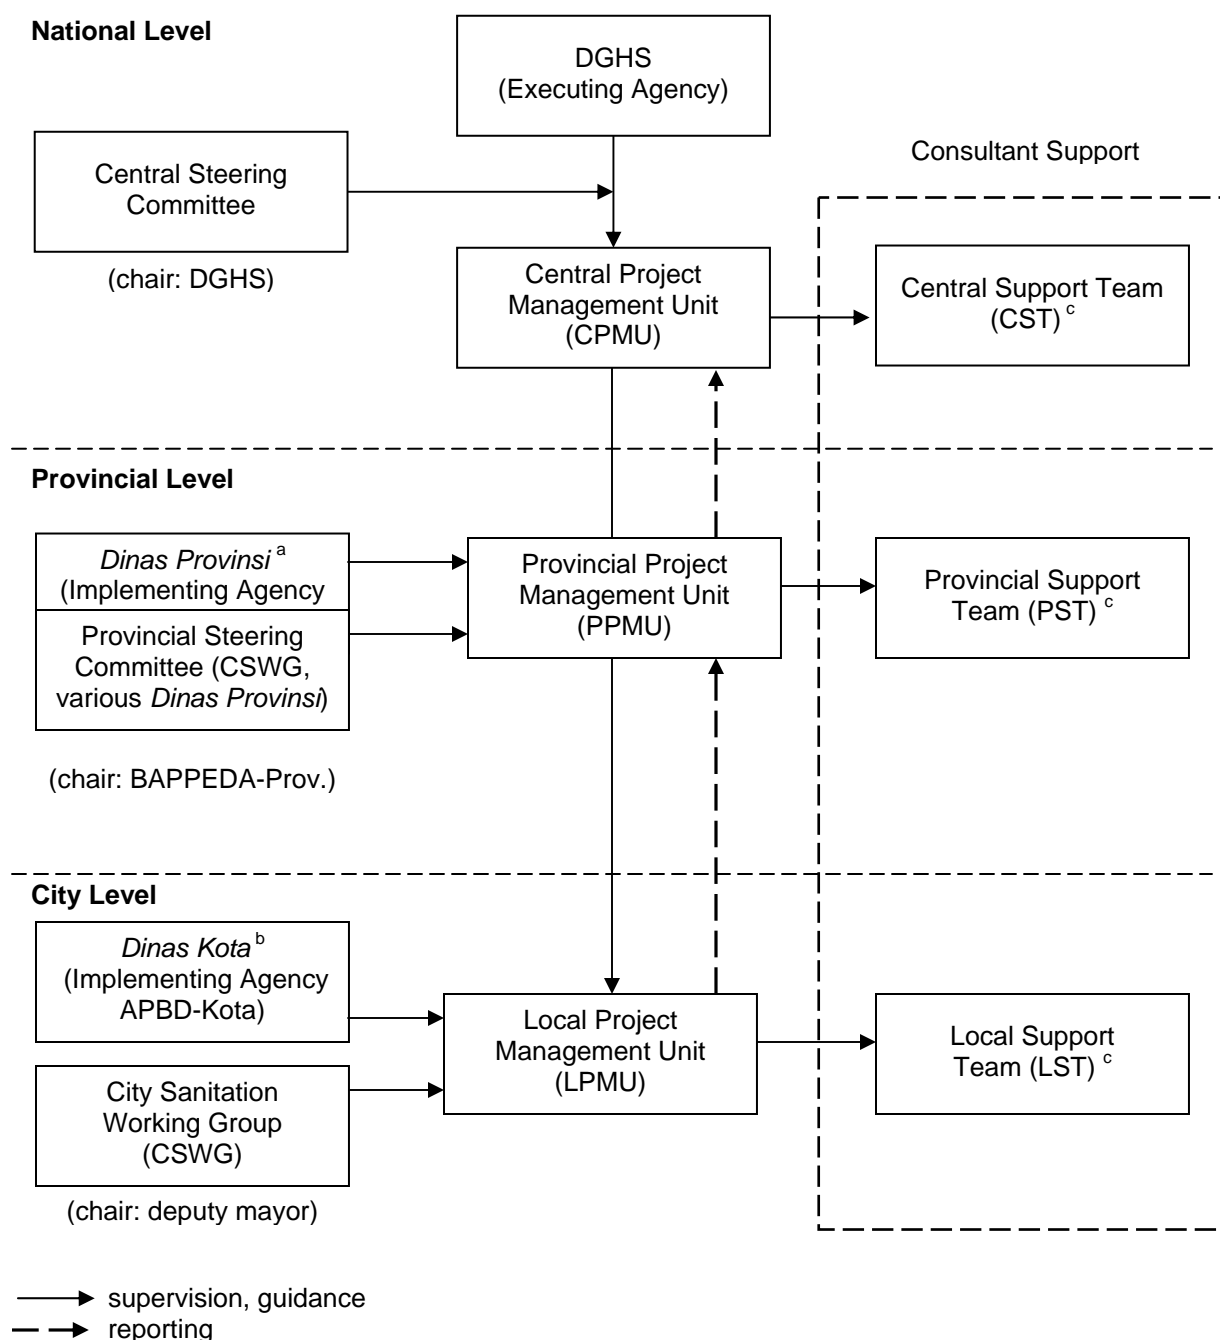 National Level
DGHS
(Executing Agency)
Central Steering
Committee
(chair: DGHS)
Consultant Support
Central Project
Management Unit
(CPMU)
Central Support Team
(CST) c
Provincial Level
Dinas Provinsi a
(Implementing Agency
Provincial Steering
Committee (CSWG,
various Dinas Provinsi)
(chair: BAPPEDA-Prov.)
Provincial Project
Management Unit
(PPMU)
Provincial Support
Team (PST) c
City Level
Dinas Kota b
(Implementing Agency
APBD-Kota)
City Sanitation
Working Group
(CSWG)
(chair: deputy mayor)
Local Project
Management Unit
(LPMU)
Local Support
Team (LST) c
supervision, guidance
reporting